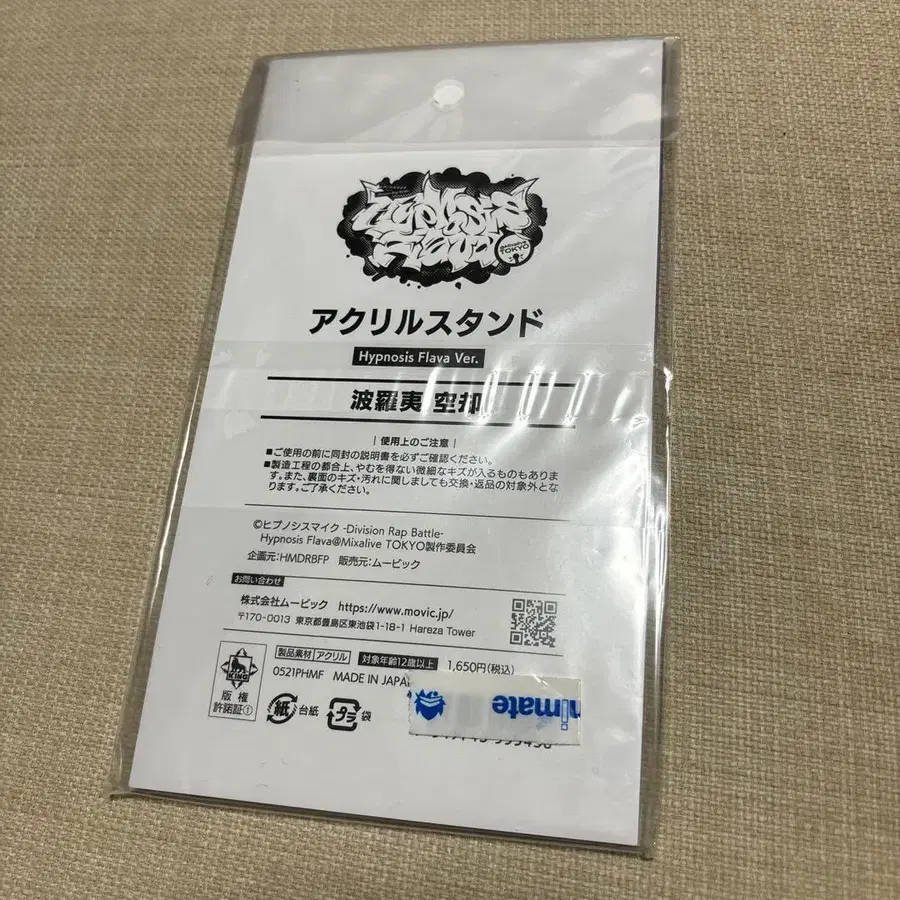 Hypnosis
Flava
@Mixalive
TOKYO
アクリルスタンド
Hypnosis Flava Ver.
波羅夷 空却
| 使用上のご注意 |
■ご使用の前に同封の説明書を必ずご確認ください。
■製造工程の都合上、やむを得ない微細なキズが入るものもありま
す。また、裏面のキズ・汚れに関しましても交換・返品の対象外とな
ります。ご了承ください。
©ヒプノシスマイク -Division Rap Battle-
Hypnosis Flava@Mixalive TOKYO製作委員会
企画元:HMDRBFP 販売元:ムービック
お問い合わせ
株式会社ムービック https://www.movic.jp/
〒170-0013 東京都豊島区東池袋1-18-1 Hareza Tower
製品素材 アクリル 対象年齢12歳以上 1,650円(税込)
0521PHMF MADE IN JAPAN
KING
版権
許諾証①
紙 台紙 プラ 袋
nimate